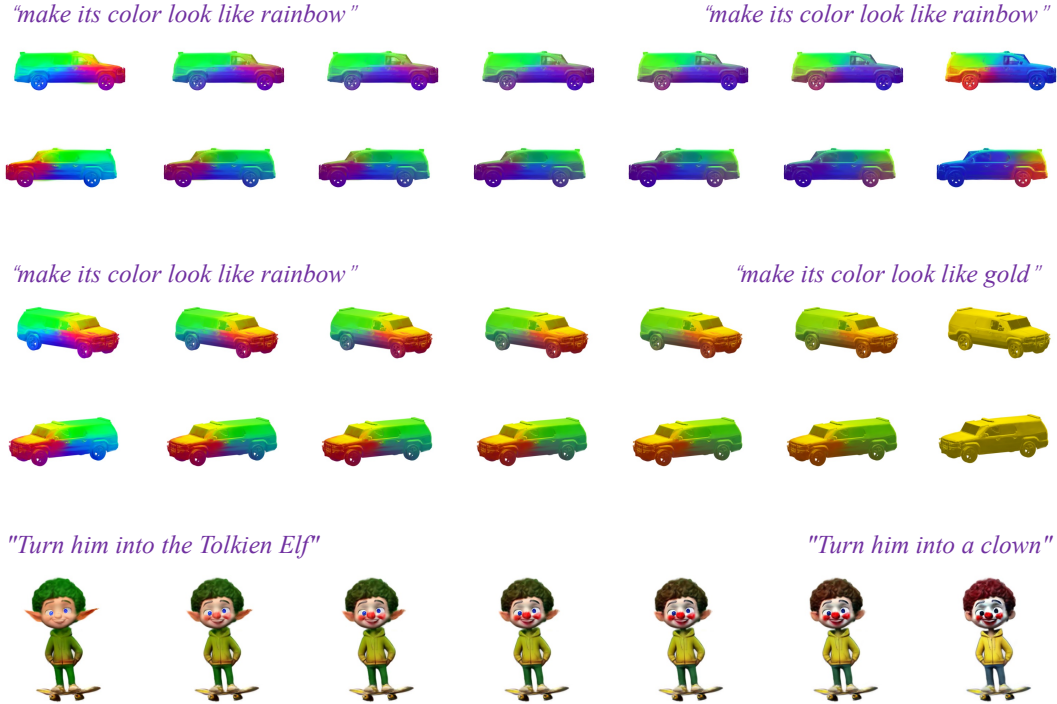 “make its color look like rainbow”
“make its color look like rainbow”
“make its color look like rainbow”
“make its color look like gold”
"Turn him into the Tolkien Elf"
"Turn him into a clown"